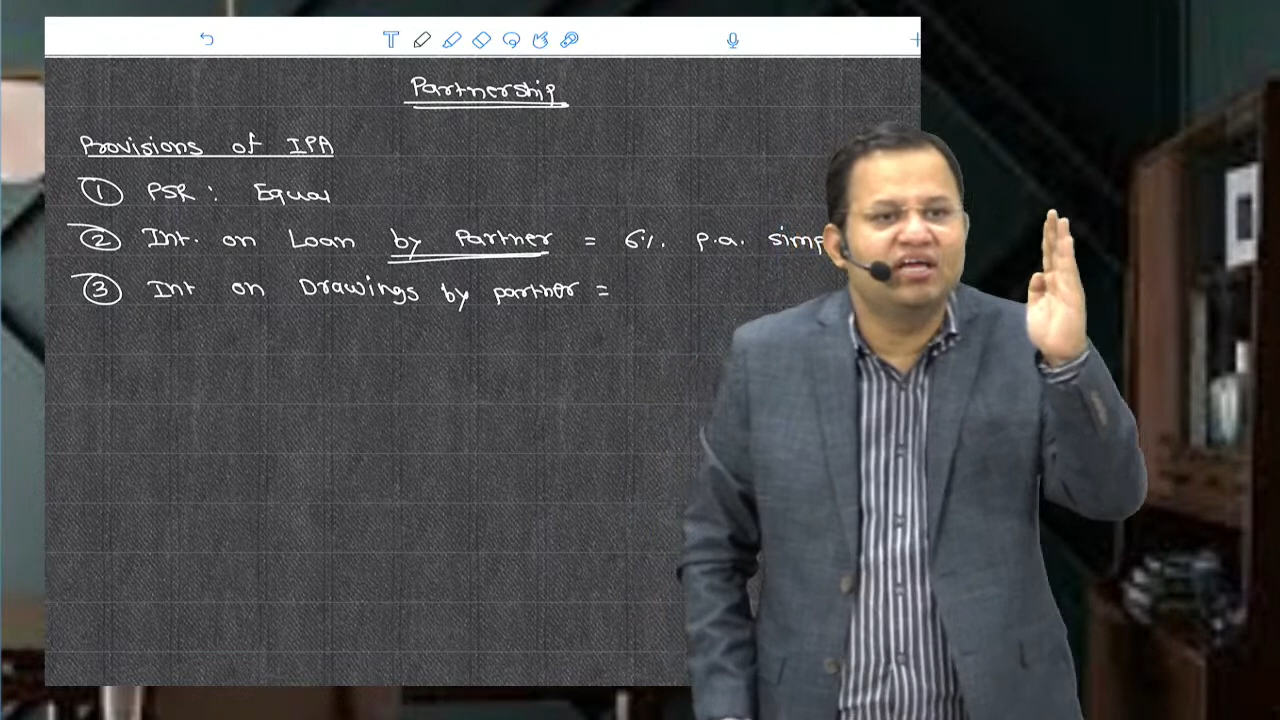 Partnership
Provisions of IPA
① PSR : Equal
② Int. on Loan by Partner = 6% p.a. simp
③ Int on Drawings by partner =